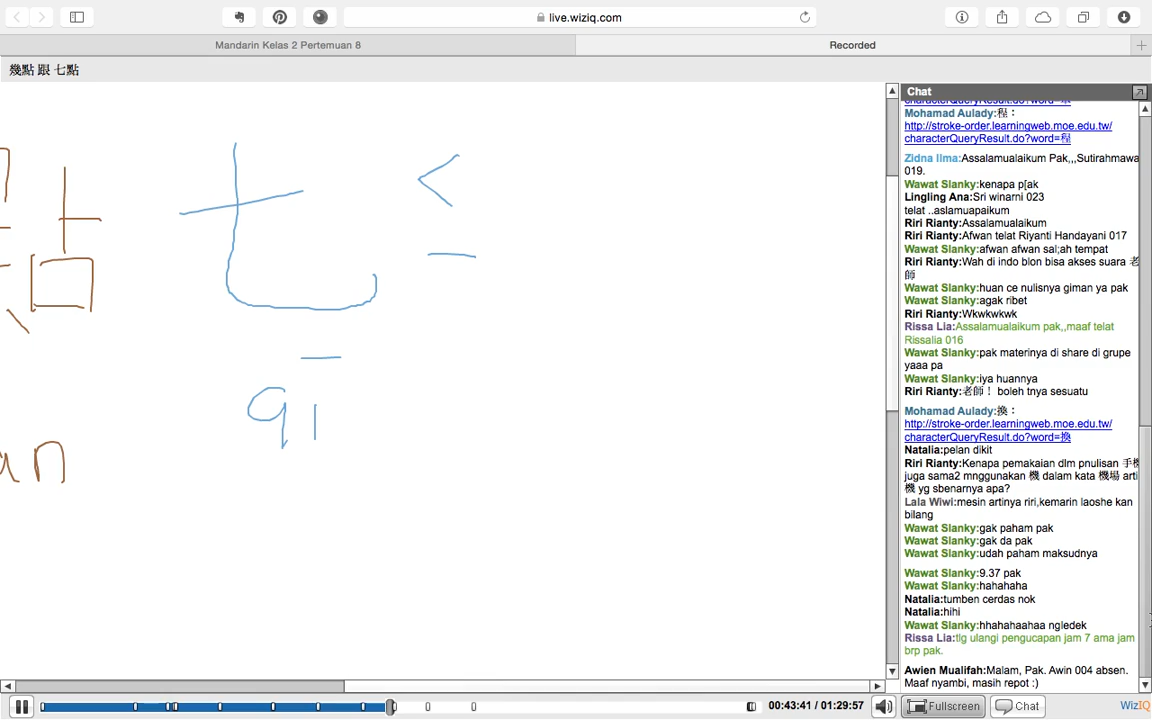 live.wiziq.com
Mandarin Kelas 2 Pertemuan 8
Recorded
幾點 跟 七點
七
q
Chat
characterQueryResult.do?word=
Mohamad Aulady:程：
http://stroke-order.learningweb.moe.edu.tw/
characterQueryResult.do?word=程
Zidna Ilma:Assalamualaikum Pak,,,Sutirahmawa
019.
Wawat Slanky:kenapa p[ak
Lingling Ana:Sri winarni 023
telat ..aslamuapaikum
Riri Rianty:Assalamualaikum
Riri Rianty:Afwan telat Riyanti Handayani 017
Wawat Slanky:afwan afwan sal;ah tempat
Riri Rianty:Wah di indo blon bisa akses suara 老
師
Wawat Slanky:huan ce nulisnya giman ya pak
Wawat Slanky:agak ribet
Riri Rianty:Wkwkwkwk
Rissa Lia:Assalamualaikum pak,,maaf telat
Rissalia 016
Wawat Slanky:pak materinya di share di grupe
yaaa pa
Wawat Slanky:iya huannya
Riri Rianty:老師！ boleh tnya sesuatu
Mohamad Aulady:換：
http://stroke-order.learningweb.moe.edu.tw/
characterQueryResult.do?word=換
Natalia:pelan dikit
Riri Rianty:Kenapa pemakaian dlm pnulisan 手機
juga sama2 mnggunakan 機 dalam kata 機場 arti
機 yg sbenarnya apa?
Lala Wiwi:mesin artinya riri,kemarin laoshe kan
bilang
Wawat Slanky:gak paham pak
Wawat Slanky:gak da pak
Wawat Slanky:udah paham maksudnya
Wawat Slanky:9.37 pak
Wawat Slanky:hahahaha
Natalia:tumben cerdas nok
Natalia:hihi
Wawat Slanky:hhahahaahaa ngledek
Rissa Lia:tlg ulangi pengucapan jam 7 ama jam
brp pak.
Awien Mualifah:Malam, Pak. Awin 004 absen.
Maaf nyambi, masih repot :)
00:43:41 / 01:29:57
Fullscreen
Chat
WizIQ